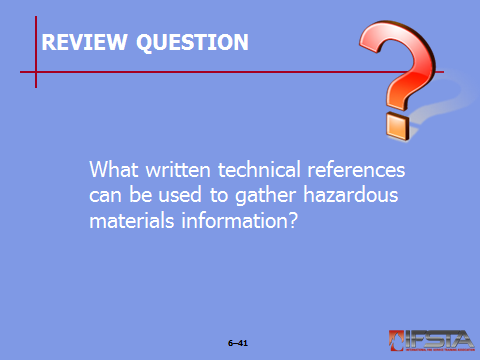 REVIEW QUESTION
What written technical references
can be used to gather hazardous
materials information?
6–41
IFSTA